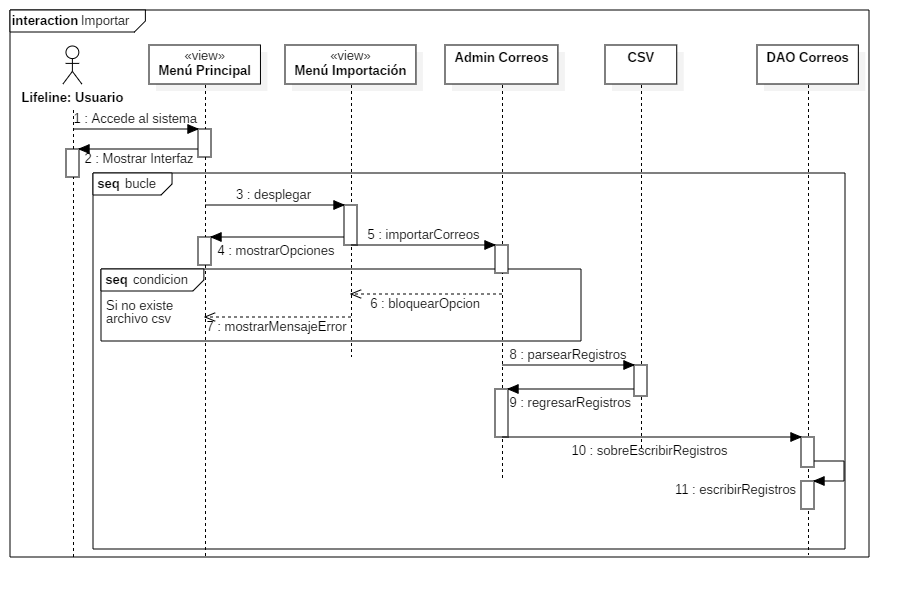 interaction Importar
«view»
Menú Principal
«view»
Menú Importación
Admin Correos
CSV
DAO Correos
Lifeline: Usuario
1 : Accede al sistema
2 : Mostrar Interfaz
seq bucle
3 : desplegar
5 : importarCorreos
4 : mostrarOpciones
seq condicion
Si no existe
archivo csv
6 : bloquearOpcion
7 : mostrarMensajeError
8 : parsearRegistros
9 : regresarRegistros
10 : sobreEscribirRegistros
11 : escribirRegistros